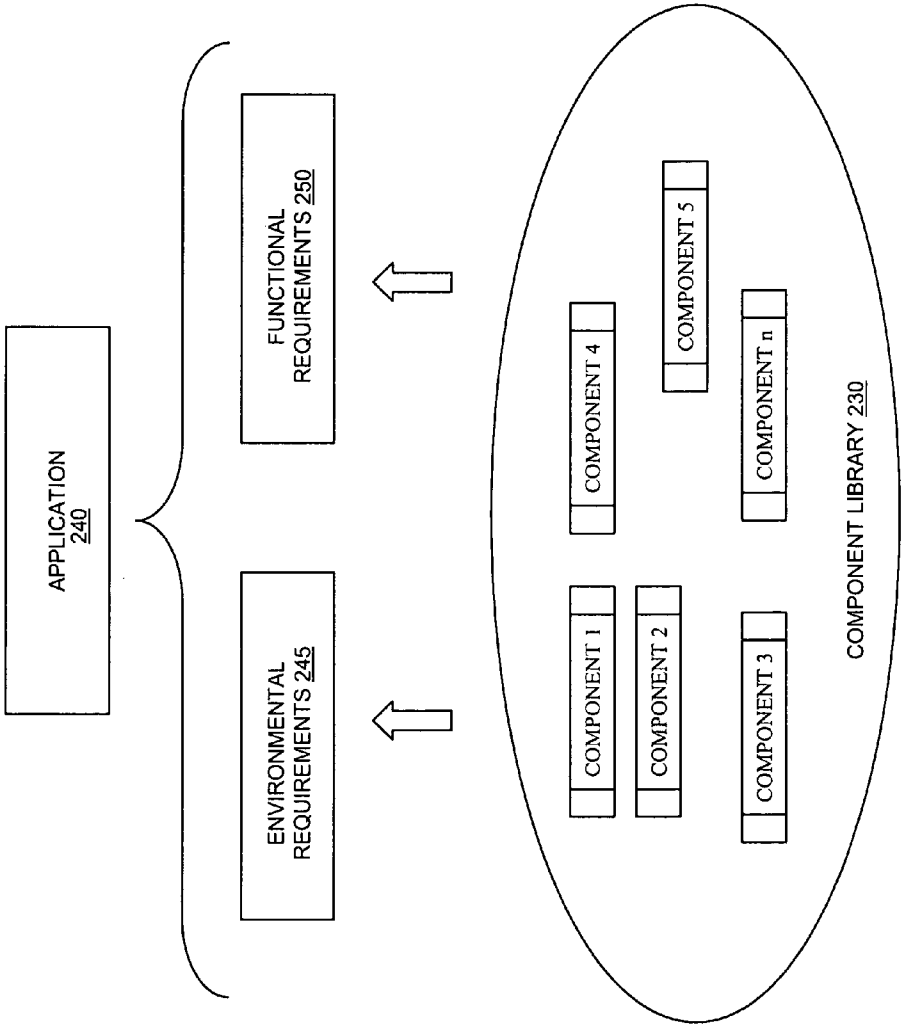 APPLICATION
240
ENVIRONMENTAL
REQUIREMENTS 245
FUNCTIONAL
REQUIREMENTS 250
COMPONENT 1
COMPONENT 4
COMPONENT 2
COMPONENT 5
COMPONENT 3
COMPONENT n
COMPONENT LIBRARY 230